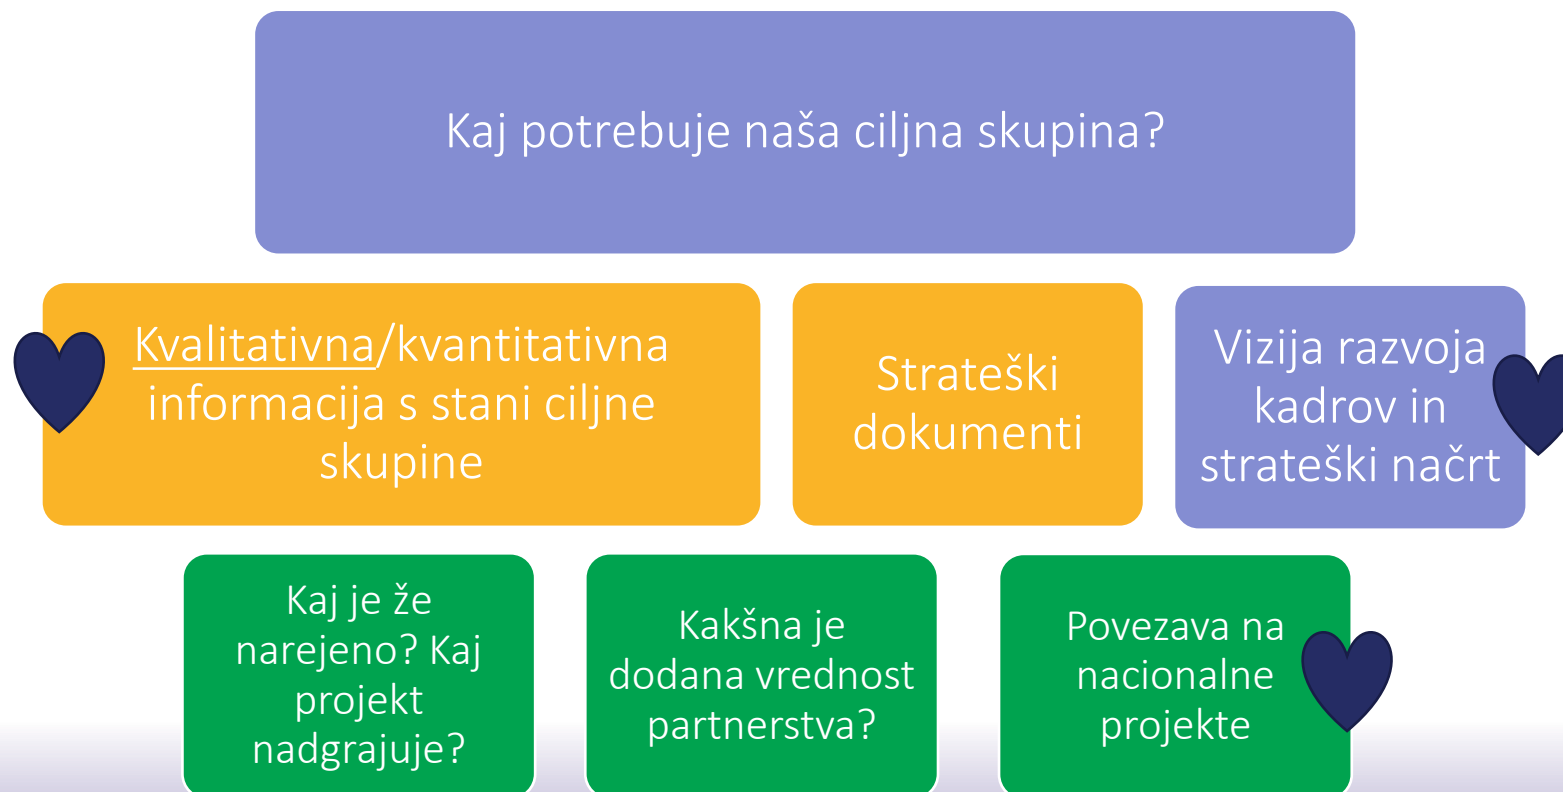 Kaj potrebuje naša ciljna skupina?
Kvalitativna/kvantitativna
informacija s stani ciljne
skupine
Strateški
dokumenti
Vizija razvoja
kadrov in
strateški načrt
Kaj je že
narejeno? Kaj
projekt
nadgrajuje?
Kakšna je
dodana vrednost
partnerstva?
Povezava na
nacionalne
projekte